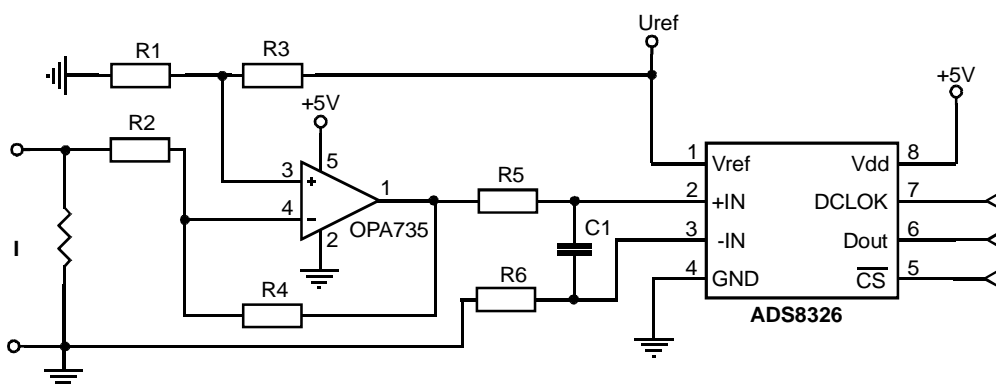 Uref
R1
R3
+5V
+5V
R2
5
1
Vref
Vdd
8
3
+
1
R5
2
+IN
DCLOK
7
4
-
OPA735
C1
3
-IN
Dout
6
I
2
R6
4
GND
CS
5
R4
ADS8326